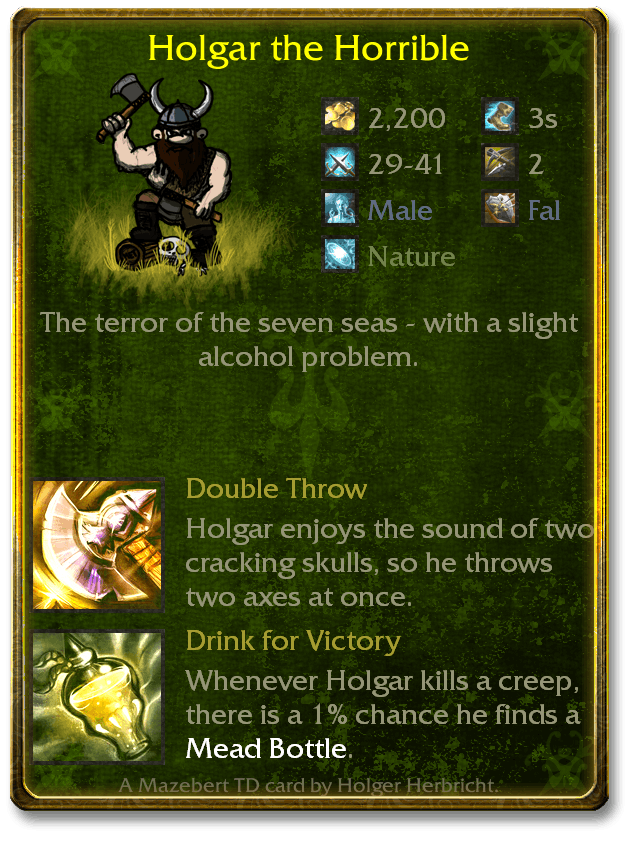 Holgar the Horrible
2,200 3s
29-41 2
Male Fal
Nature
The terror of the seven seas - with a slight
alcohol problem.
Double Throw
Holgar enjoys the sound of two
cracking skulls, so he throws
two axes at once.
Drink for Victory
Whenever Holgar kills a creep,
there is a 1% chance he finds a
Mead Bottle.
A Mazebert TD card by Holger Herbricht.